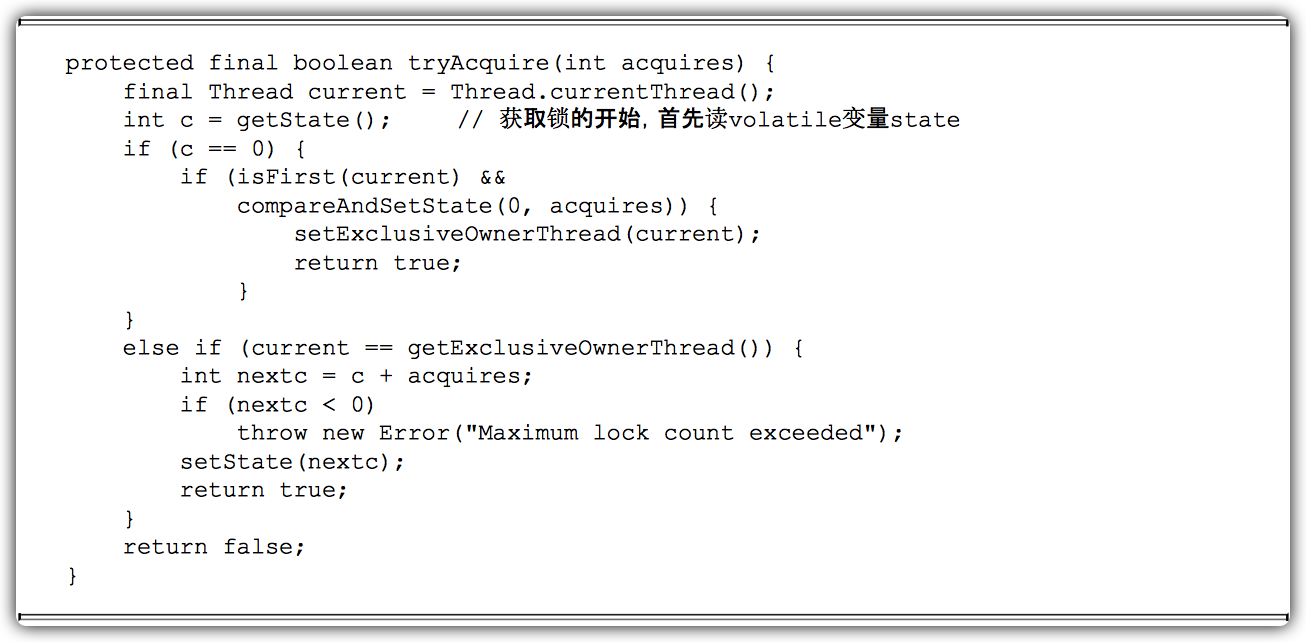 protected final boolean tryAcquire(int acquires) {
    final Thread current = Thread.currentThread();
    int c = getState();     // 获取锁的开始, 首先读volatile变量state
    if (c == 0) {
        if (isFirst(current) &&
            compareAndSetState(0, acquires)) {
                setExclusiveOwnerThread(current);
                return true;
            }
    }
    else if (current == getExclusiveOwnerThread()) {
        int nextc = c + acquires;
        if (nextc < 0)
            throw new Error("Maximum lock count exceeded");
        setState(nextc);
        return true;
    }
    return false;
}